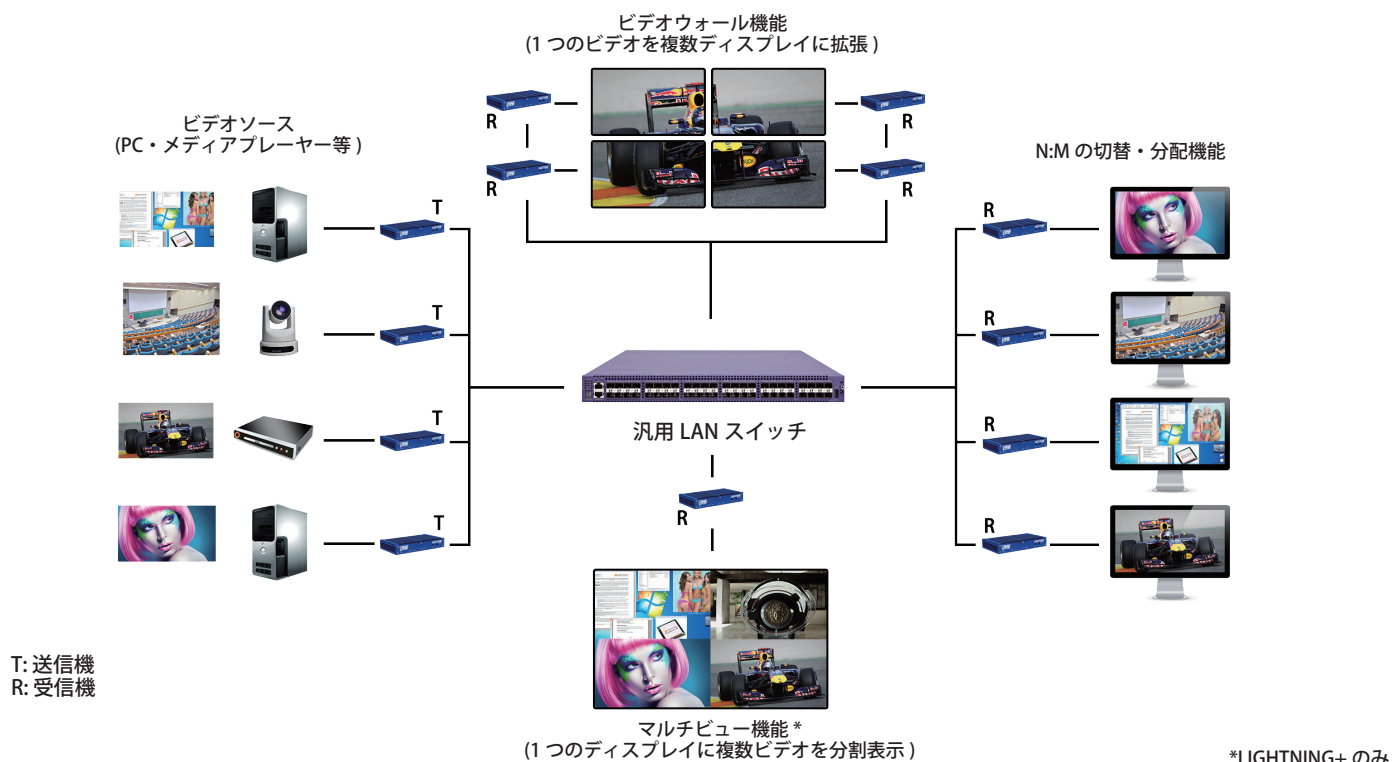 ビデオウォール機能
(1 つのビデオを複数ディスプレイに拡張 )
ビデオソース
(PC・メディアプレーヤー等 )
N:M の切替・分配機能
R
R
R
R
T
T
T
T
R
R
R
R
汎用 LAN スイッチ
R
T: 送信機
R: 受信機
マルチビュー機能 *
(1 つのディスプレイに複数ビデオを分割表示 )
*LIGHTNING+ のみ